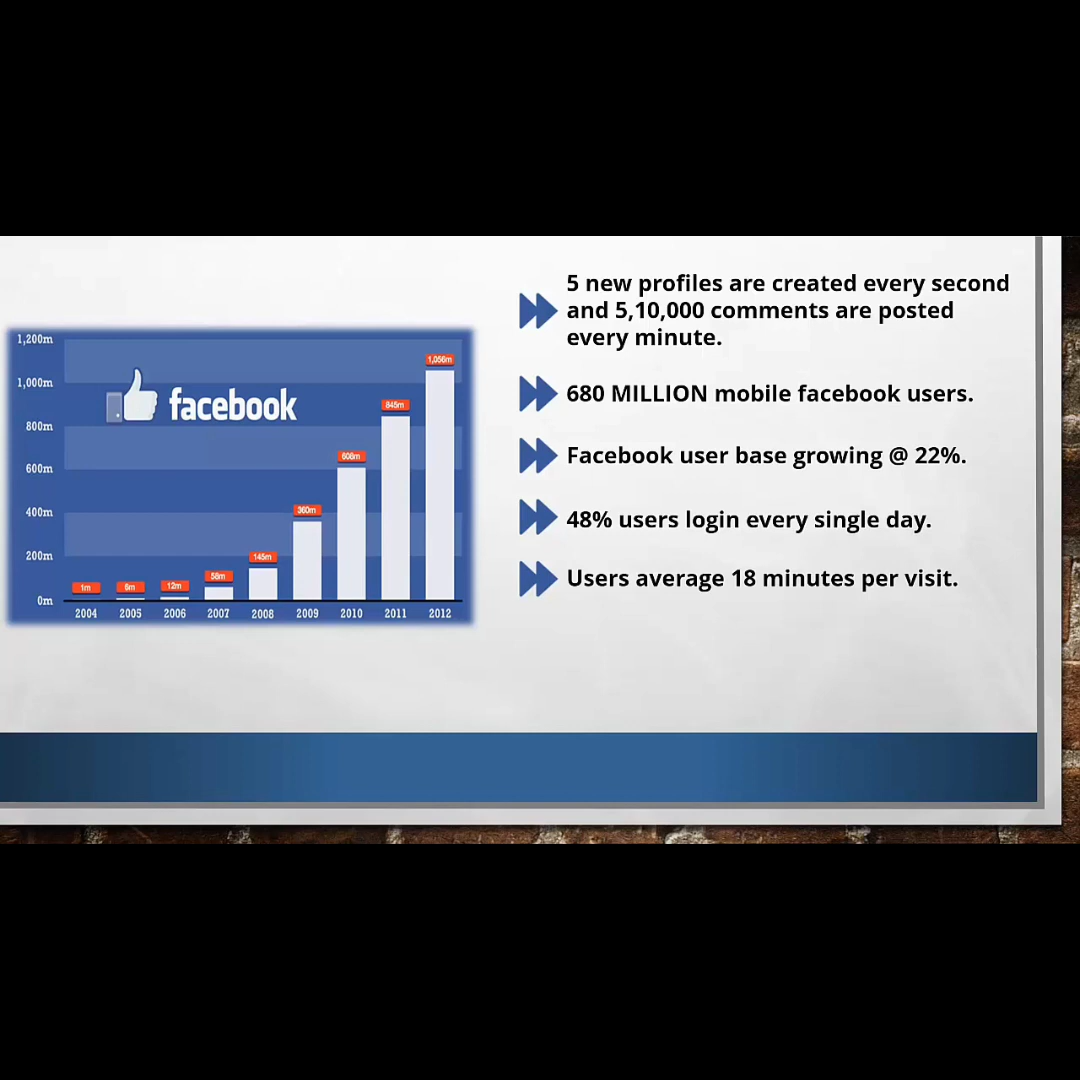 5 new profiles are created every second
and 5,10,000 comments are posted
every minute.
680 MILLION mobile facebook users.
Facebook user base growing @ 22%.
48% users login every single day.
Users average 18 minutes per visit.
facebook
1,200m
1,000m
800m
600m
400m
200m
0m
1m
6m
12m
58m
145m
360m
608m
845m
1,056m
2004 2005 2006 2007 2008 2009 2010 2011 2012